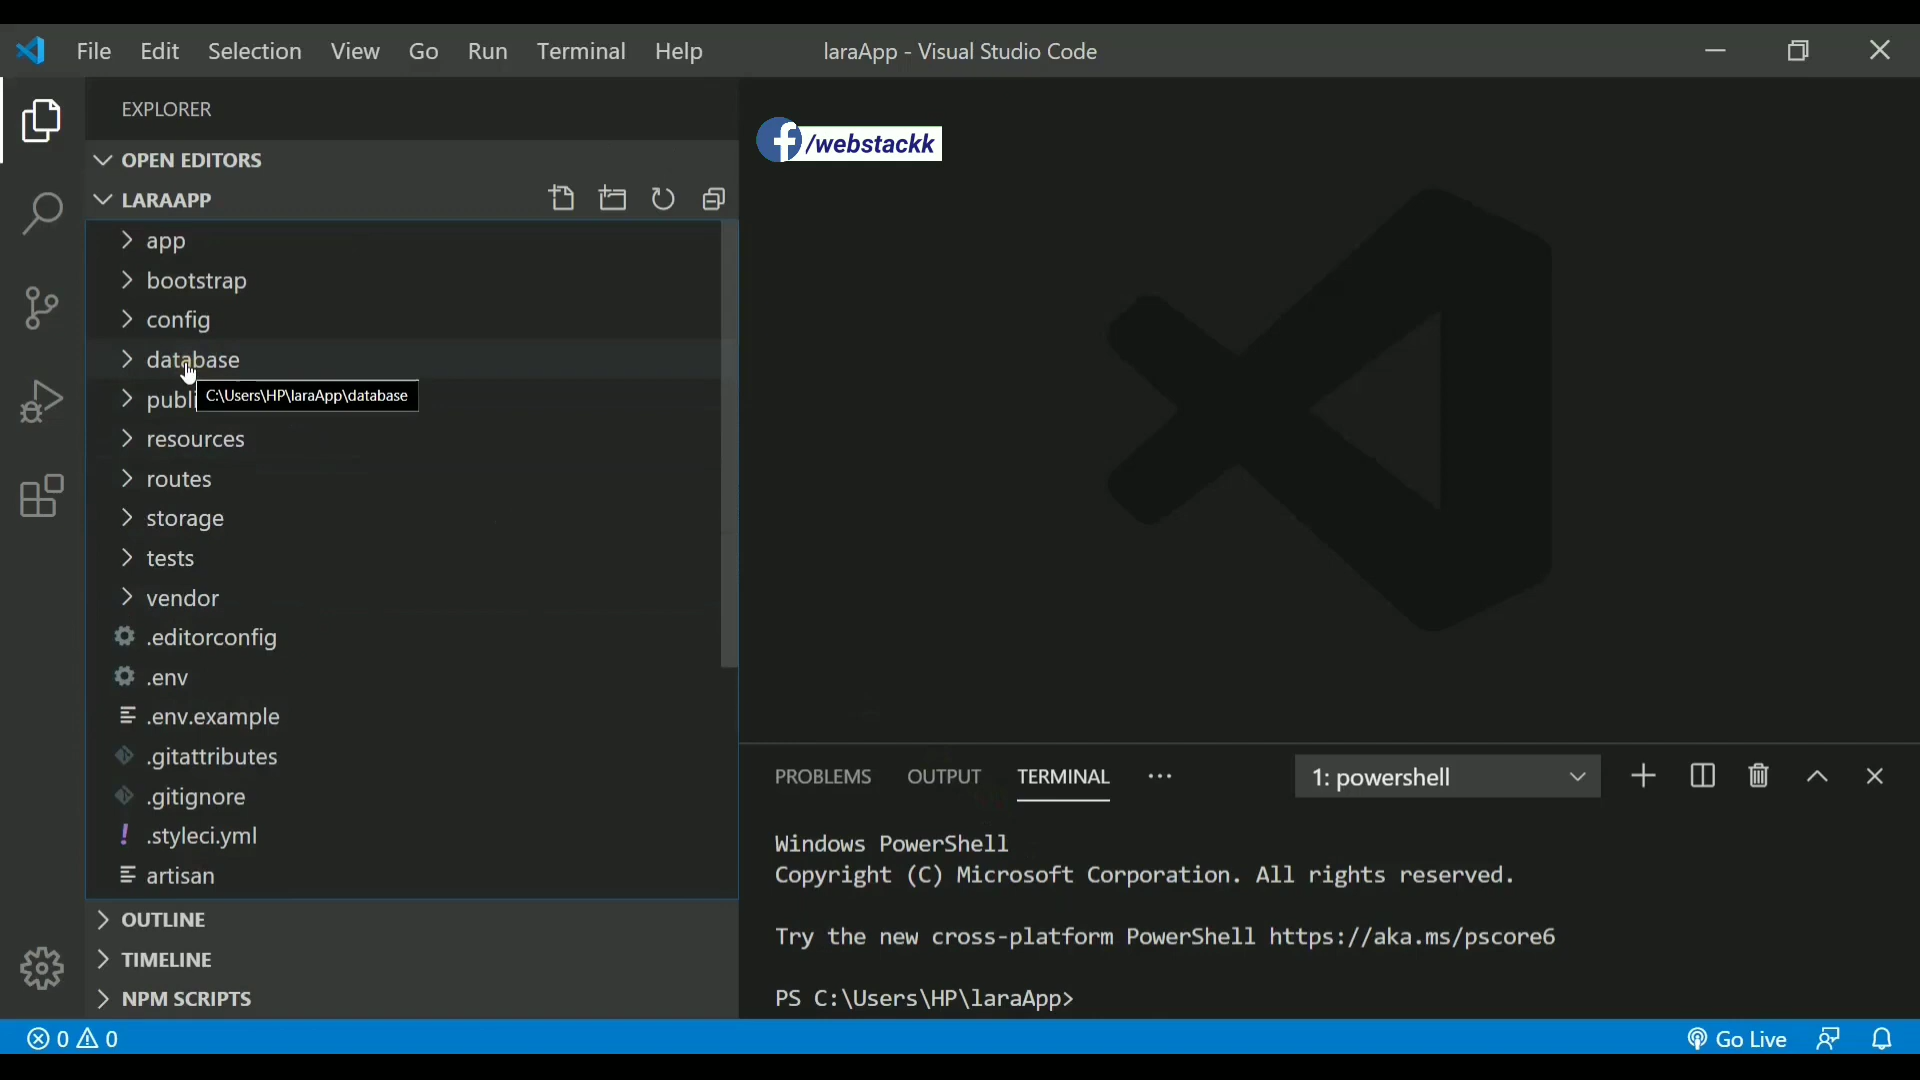 File Edit Selection View Go Run Terminal Help laraApp - Visual Studio Code
EXPLORER
/webstackk
OPEN EDITORS
LARAAPP
app
bootstrap
config
database
C:\Users\HP\laraApp\database
publi
resources
routes
storage
tests
vendor
.editorconfig
.env
.env.example
.gitattributes
.gitignore
.styleci.yml
artisan
OUTLINE
TIMELINE
NPM SCRIPTS
PROBLEMS OUTPUT TERMINAL ··· 1: powershell
Windows PowerShell
Copyright (C) Microsoft Corporation. All rights reserved.
Try the new cross-platform PowerShell https://aka.ms/pscore6
PS C:\Users\HP\laraApp>
0 0 Go Live